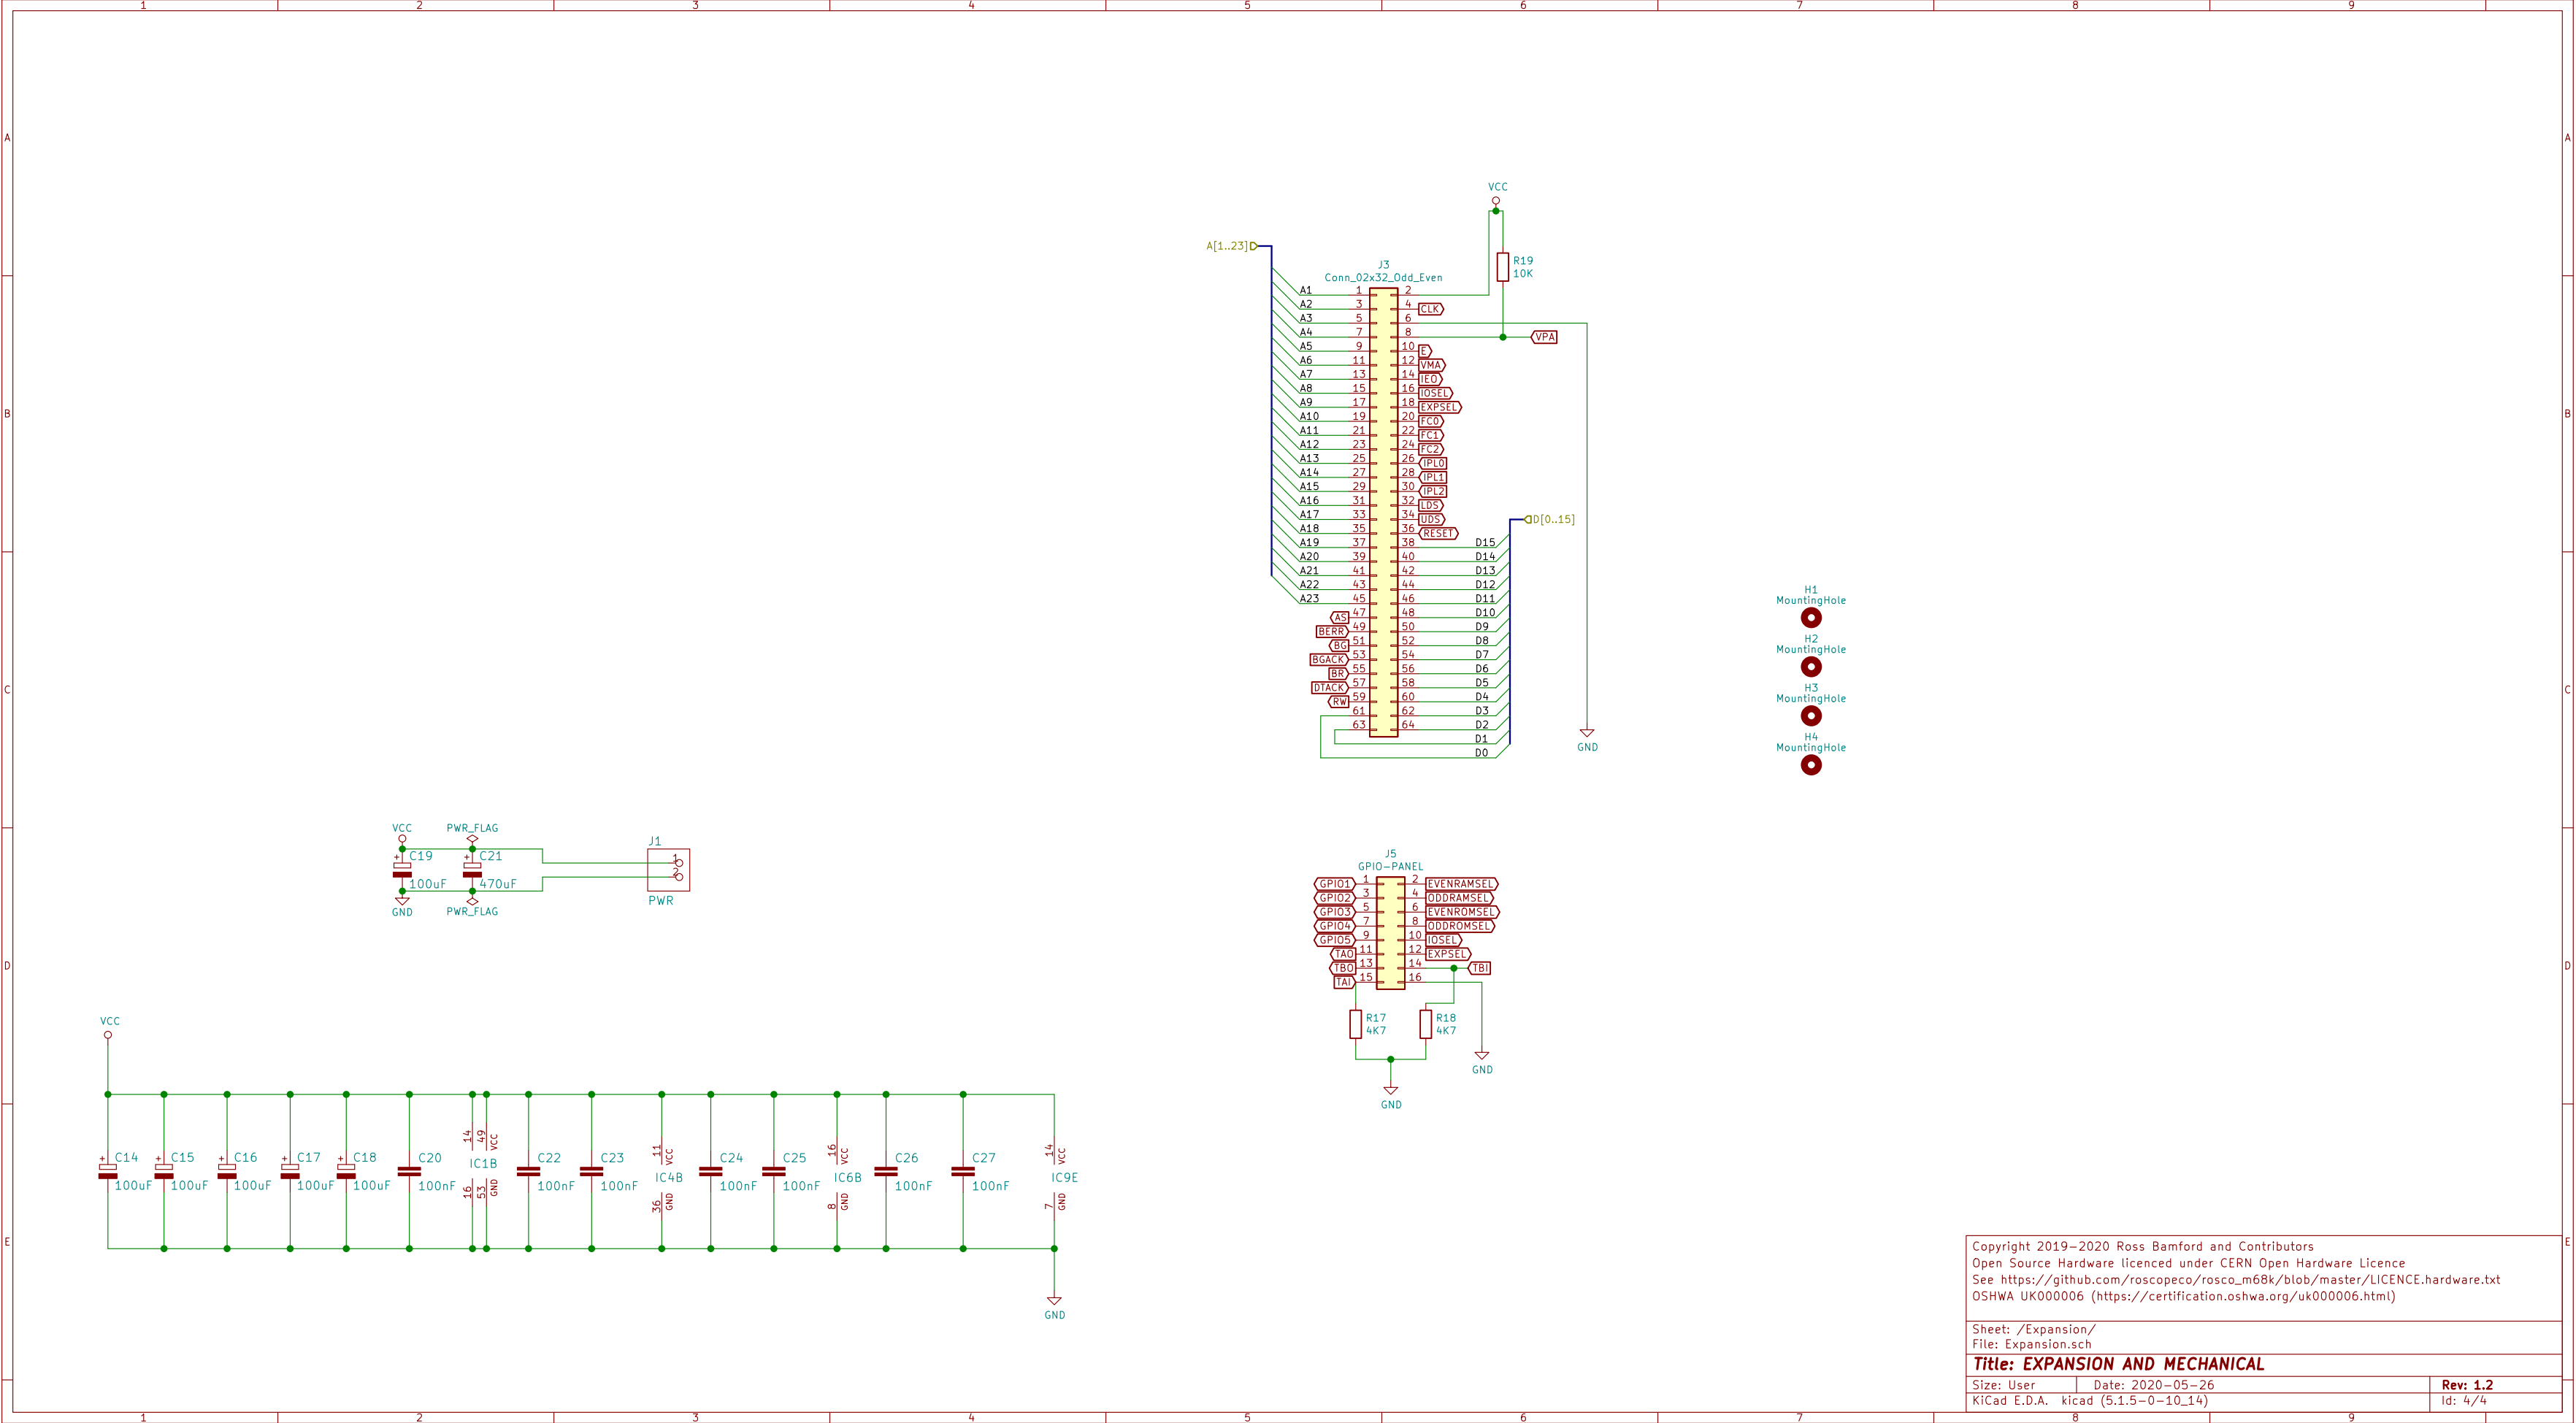 1 2 3 4 5 6 7 8 9
A A
B B
C C
D D
E E
VCC
A[1..23]
R19
10K
J3
Conn_02x32_Odd_Even
A1 1 2
A2 3 4 CLK
A3 5 6
A4 7 8 VPA
A5 9 10 E
A6 11 12 VMA
A7 13 14 IEO
A8 15 16 IOSEL
A9 17 18 EXPSEL
A10 19 20 FC0
A11 21 22 FC1
A12 23 24 FC2
A13 25 26 IPL0
A14 27 28 IPL1
A15 29 30 IPL2
A16 31 32 LDS
A17 33 34 UDS
D[0..15]
A18 35 36 RESET
A19 37 38 D15
A20 39 40 D14
A21 41 42 D13
A22 43 44 D12
A23 45 46 D11
AS 47 48 D10
BERR 49 50 D9
BG 51 52 D8
BGACK 53 54 D7
BR 55 56 D6
DTACK 57 58 D5
RW 59 60 D4
61 62 D3
63 64 D2
D1
D0
GND
H1
MountingHole
H2
MountingHole
H3
MountingHole
H4
MountingHole
VCC PWR_FLAG
+ C19 + C21
100uF 470uF
GND PWR_FLAG
J1
1
2
PWR
J5
GPIO-PANEL
GPIO1 1 2 EVENRAMSEL
GPIO2 3 4 ODDRAMSEL
GPIO3 5 6 EVENROMSEL
GPIO4 7 8 ODDROMSEL
GPIO5 9 10 IOSEL
TAO 11 12 EXPSEL
TBO 13 14 TBI
TAI 15 16
R17 R18
4K7 4K7
GND
GND
VCC
14 49 VCC 11 VCC 16 VCC 14 VCC
+ C14 + C15 + C16 + C17 + C18 C20 IC1B C22 C23 IC4B C24 C25 IC6B C26 C27 IC9E
100uF 100uF 100uF 100uF 100uF 100nF 100nF 100nF 100nF 100nF 100nF 100nF
16 53 GND 36 GND 8 GND 7 GND
GND
Copyright 2019-2020 Ross Bamford and Contributors
Open Source Hardware licenced under CERN Open Hardware Licence
See https://github.com/roscopeco/rosco_m68k/blob/master/LICENCE.hardware.txt
OSHWA UK000006 (https://certification.oshwa.org/uk000006.html)
Sheet: /Expansion/
File: Expansion.sch
Title: EXPANSION AND MECHANICAL
Size: User Date: 2020-05-26 Rev: 1.2
KiCad E.D.A. kicad (5.1.5-0-10_14) Id: 4/4
1 2 3 4 5 6 7 8 9